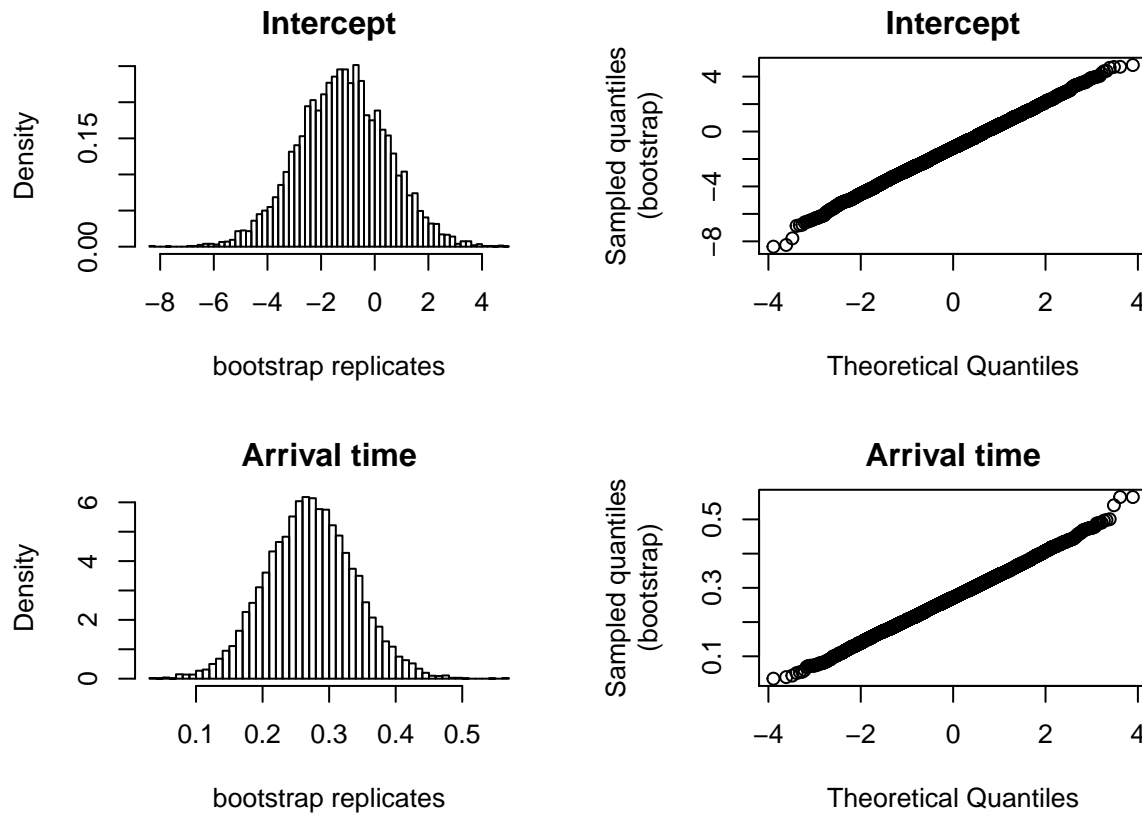 Intercept
Density
0.00
0.15
−8 −6 −4 −2 0 2 4
bootstrap replicates
Intercept
Sampled quantiles
(bootstrap)
−8 −4 0 4
−4 −2 0 2 4
Theoretical Quantiles
Arrival time
Density
0 2 4 6
0.1 0.2 0.3 0.4 0.5
bootstrap replicates
Arrival time
Sampled quantiles
(bootstrap)
0.1 0.3 0.5
−4 −2 0 2 4
Theoretical Quantiles